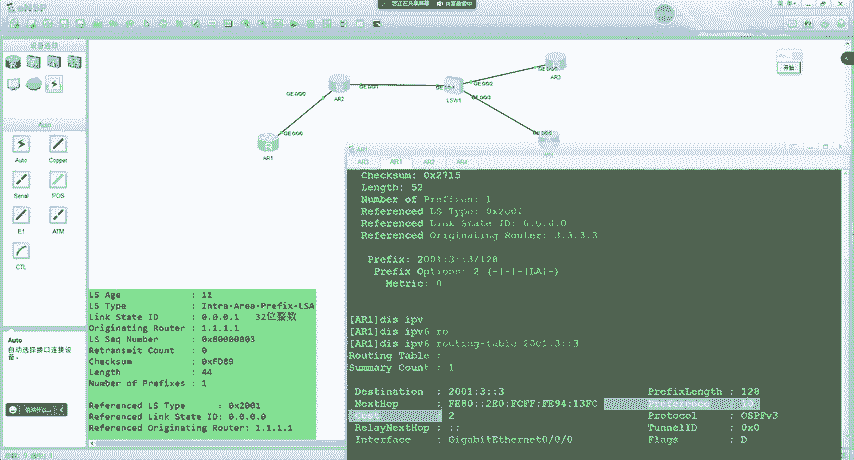 eNSP
AR1
AR2
LSW1
AR3
GE 0/0/0
GE 0/0/0
GE 0/0/1
GE 0/0/2
GE 0/0/3
Auto
Copper
Serial
POS
E1
ATM
CTL
Auto
自动选择接口连接设备。
LS Age : 11
LS Type : Intra-Area-Prefix-LSA
Link State ID : 0.0.0.1 32位整数
Originating Router : 1.1.1.1
LS Seq Number : 0x80000003
Retransmit Count : 0
Checksum : 0xFD89
Length : 44
Number of Prefixes : 1
Referenced LS Type : 0x2001
Referenced Link State ID: 0.0.0.0
Referenced Originating Router: 1.1.1.1
Checksum: 0x2715
Length: 52
Number of Prefixes: 1
Referenced LS Type: 0x2001
Referenced Link State ID: 0.0.0.0
Referenced Originating Router: 3.3.3.3
Prefix: 2001:3::3/128
Prefix Options: 2 (-|-|-|LA|-)
Metric: 0
[AR1]dis ipv
[AR1]dis ipv6 ro
[AR1]dis ipv6 routing-table 2001:3::3
Routing Table :
Summary Count : 1
Destination : 2001:3::3 PrefixLength : 128
NextHop : FE80::2E0:FCFF:FE94:13FC Preference : 10
Cost : 2 Protocol : OSPFv3
RelayNextHop : :: TunnelID : 0x0
Interface : GigabitEthernet0/0/0 Flags : D